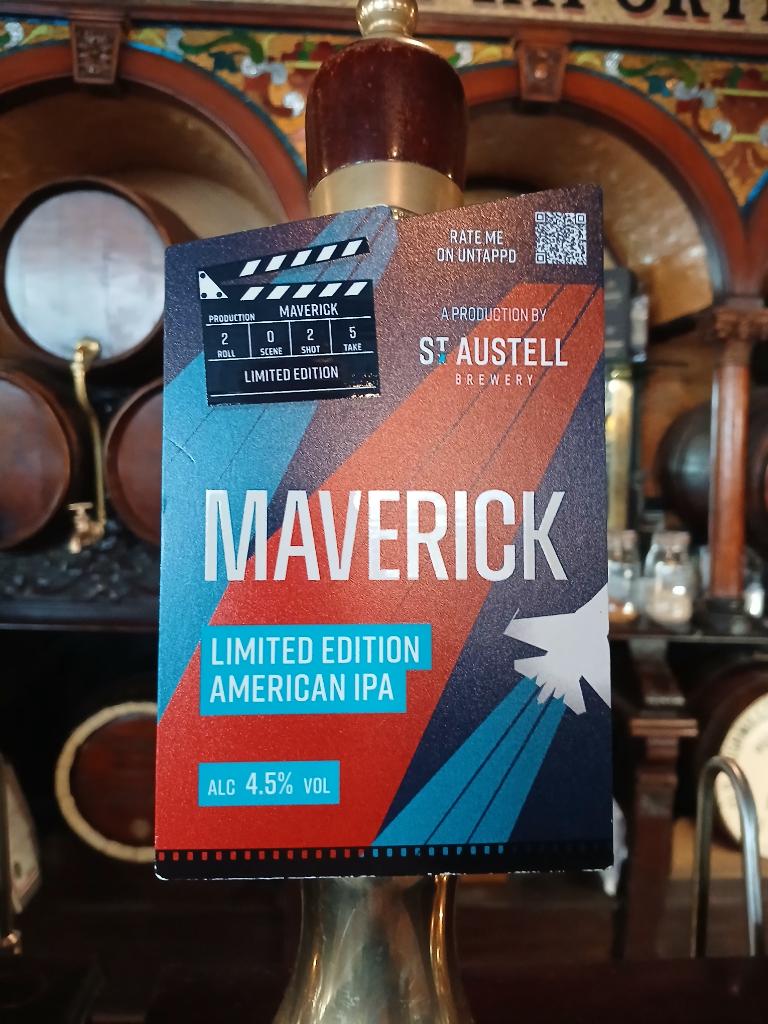 RATE ME
ON UNTAPPD
MAVERICK
PRODUCTION
2 0 2 5
ROLL SCENE SHOT TAKE
LIMITED EDITION
A PRODUCTION BY
ST AUSTELL
BREWERY
MAVERICK
LIMITED EDITION
AMERICAN IPA
ALC 4.5% VOL